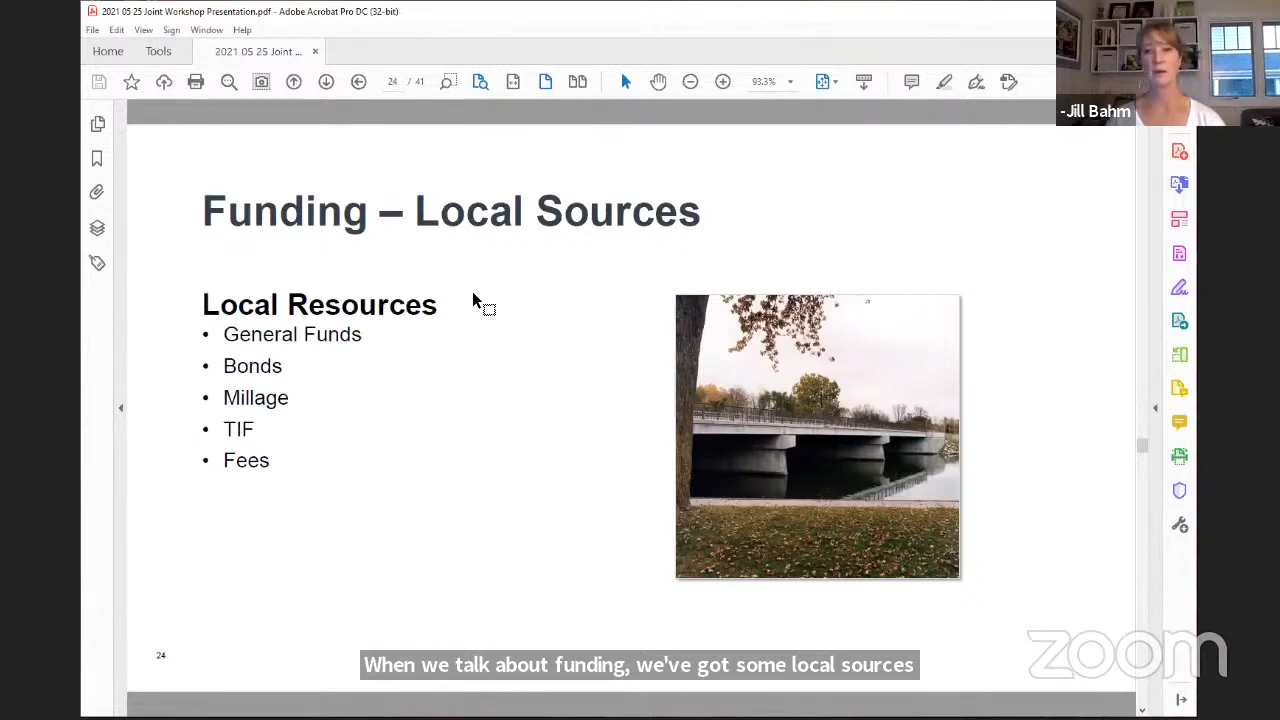 2021 05 25 Joint Workshop Presentation.pdf - Adobe Acrobat Pro DC (32-bit)
File Edit View Sign Window Help
Home Tools 2021 05 25 Joint ... ×
24 / 41 93.3%
-Jill Bahm
Funding – Local Sources
Local Resources
• General Funds
• Bonds
• Millage
• TIF
• Fees
24
When we talk about funding, we've got some local sources
zoom